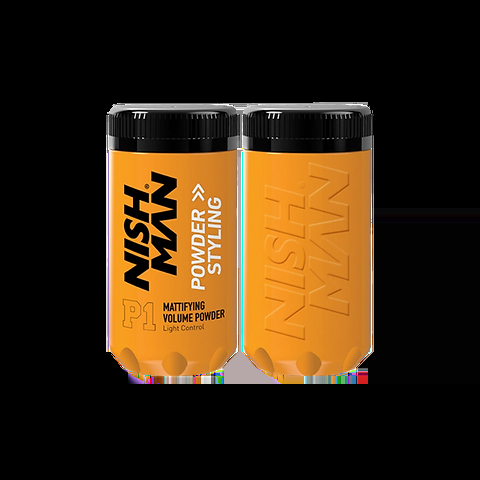 NISH
MAN®
POWDER >>
STYLING
P1
MATTIFYING
VOLUME POWDER
Light Control
NISH
MAN